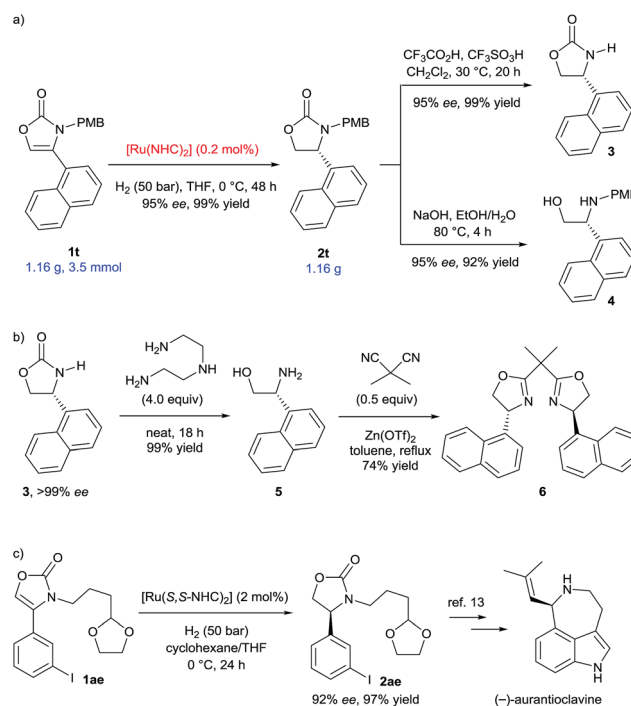 a)
O
O
N
PMB
1t
1.16 g, 3.5 mmol
[Ru(NHC)2] (0.2 mol%)
H2 (50 bar), THF, 0 °C, 48 h
95% ee, 99% yield
O
O
N
PMB
2t
1.16 g
CF3CO2H, CF3SO3H
CH2Cl2, 30 °C, 20 h
95% ee, 99% yield
O
O
N
H
3
NaOH, EtOH/H2O
80 °C, 4 h
95% ee, 92% yield
HO
HN
4
b)
O
O
N
H
3, >99% ee
H2N
H2N
N
H
(4.0 equiv)
neat, 18 h
99% yield
HO
NH2
5
CN
CN
(0.5 equiv)
Zn(OTf)2
toluene, reflux
74% yield
O
O
N
N
6
c)
O
O
N
O
O
I
1ae
[Ru(S,S-NHC)2] (2 mol%)
H2 (50 bar)
cyclohexane/THF
0 °C, 24 h
O
O
N
O
O
I
2ae
92% ee, 97% yield
ref. 13
H
N
N
H
(–)-aurantioclavine